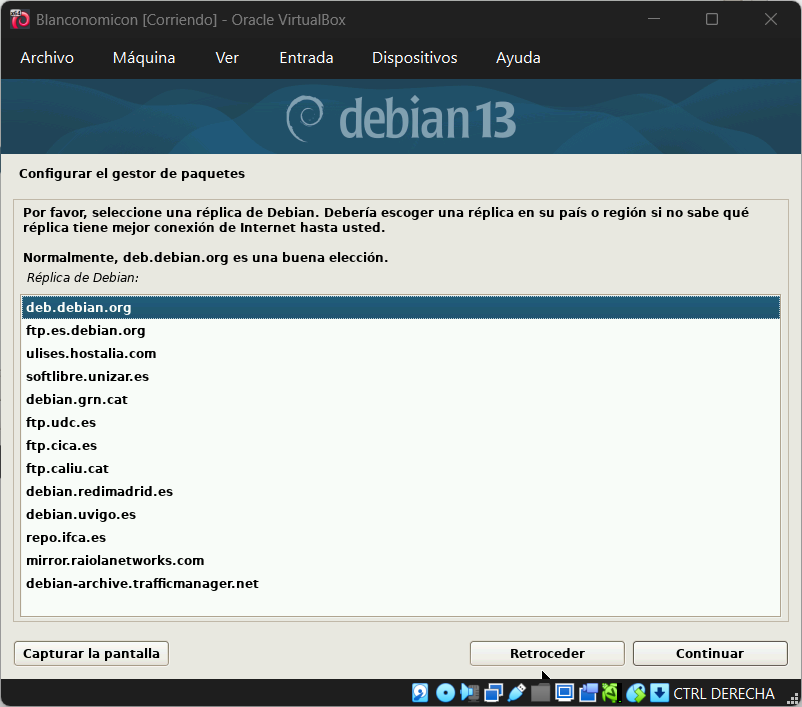 Blanconomicon [Corriendo] - Oracle VirtualBox
Archivo Máquina Ver Entrada Dispositivos Ayuda
debian 13
Configurar el gestor de paquetes
Por favor, seleccione una réplica de Debian. Debería escoger una réplica en su país o región si no sabe qué
réplica tiene mejor conexión de Internet hasta usted.
Normalmente, deb.debian.org es una buena elección.
Réplica de Debian:
deb.debian.org
ftp.es.debian.org
ulises.hostalia.com
softlibre.unizar.es
debian.grn.cat
ftp.udc.es
ftp.cica.es
ftp.caliu.cat
debian.redimadrid.es
debian.uvigo.es
repo.ifca.es
mirror.raiolanetworks.com
debian-archive.trafficmanager.net
Capturar la pantalla Retroceder Continuar
CTRL DERECHA